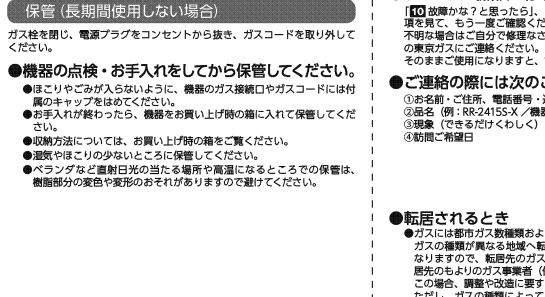 保管 (長期間使用しない場合)
ガス栓を閉じ、電源プラグをコンセントから抜き、ガスコードを取り外して
ください。
●機器の点検・お手入れをしてから保管してください。
●ほこりやごみが入らないように、機器のガス接続口やガスコードには付
属のキャップをはめてください。
●お手入れが終わったら、機器をお買い上げ時の箱に入れて保管してくだ
さい。
●収納方法については、お買い上げ時の箱をご覧ください。
●湿気やほこりの少ないところに保管してください。
●ベランダなど直射日光の当たる場所や高温になるところでの保管は、
樹脂部分の変色や変形のおそれがありますので避けてください。
「10 故障かな?と思ったら」、
項を見て、もう一度ご確認くだ
不明な場合はご自分で修理なさ
の東京ガスにご連絡ください。
そのままご使用になりますと、
●ご連絡の際には次のこ
①お名前・ご住所、電話番号・
②品名 (例:RR-241SS-X/機器
③現象 (できるだけくわしく)
④訪問ご希望日
●転居されるとき
●ガスには都市ガス数種類およ
ガスの種類が異なる地域へ転
なりますので、転居先のガス
居先のもよりのガス事業者 (
この場合、調整や改造に要す
ただし、ガスの種類によって